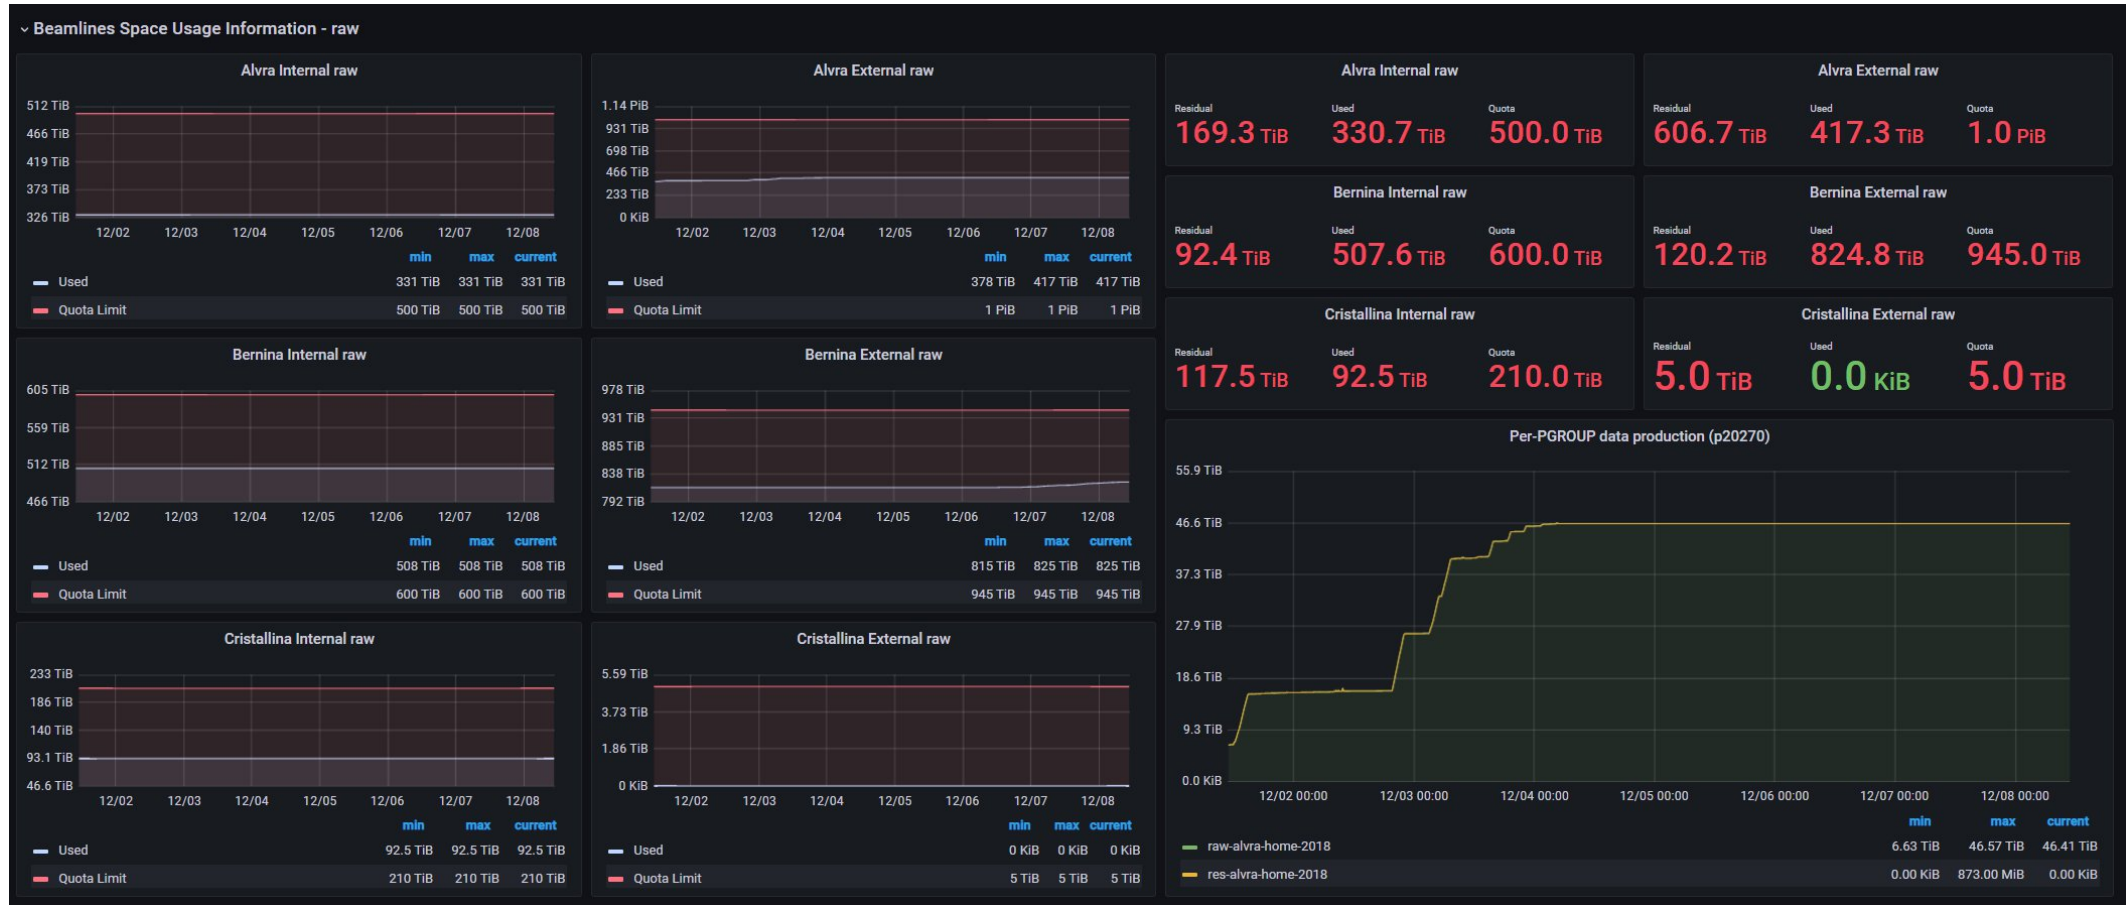 Beamlines Space Usage Information - raw
Alvra Internal raw
512 TiB
466 TiB
419 TiB
373 TiB
326 TiB
12/02 12/03 12/04 12/05 12/06 12/07 12/08
min max current
Used 331 TiB 331 TiB 331 TiB
Quota Limit 500 TiB 500 TiB 500 TiB
Alvra External raw
1.14 PiB
931 TiB
698 TiB
466 TiB
233 TiB
0 KiB
12/02 12/03 12/04 12/05 12/06 12/07 12/08
min max current
Used 378 TiB 417 TiB 417 TiB
Quota Limit 1 PiB 1 PiB 1 PiB
Alvra Internal raw
Residual Used Quota
169.3 TiB 330.7 TiB 500.0 TiB
Alvra External raw
Residual Used Quota
606.7 TiB 417.3 TiB 1.0 PiB
Bernina Internal raw
Residual Used Quota
92.4 TiB 507.6 TiB 600.0 TiB
Bernina External raw
Residual Used Quota
120.2 TiB 824.8 TiB 945.0 TiB
Cristallina Internal raw
Residual Used Quota
117.5 TiB 92.5 TiB 210.0 TiB
Cristallina External raw
Residual Used Quota
5.0 TiB 0.0 KiB 5.0 TiB
Bernina Internal raw
605 TiB
559 TiB
512 TiB
466 TiB
12/02 12/03 12/04 12/05 12/06 12/07 12/08
min max current
Used 508 TiB 508 TiB 508 TiB
Quota Limit 600 TiB 600 TiB 600 TiB
Bernina External raw
978 TiB
931 TiB
885 TiB
838 TiB
792 TiB
12/02 12/03 12/04 12/05 12/06 12/07 12/08
min max current
Used 815 TiB 825 TiB 825 TiB
Quota Limit 945 TiB 945 TiB 945 TiB
Cristallina Internal raw
233 TiB
186 TiB
140 TiB
93.1 TiB
46.6 TiB
12/02 12/03 12/04 12/05 12/06 12/07 12/08
min max current
Used 92.5 TiB 92.5 TiB 92.5 TiB
Quota Limit 210 TiB 210 TiB 210 TiB
Cristallina External raw
5.59 TiB
3.73 TiB
1.86 TiB
0 KiB
12/02 12/03 12/04 12/05 12/06 12/07 12/08
min max current
Used 0 KiB 0 KiB 0 KiB
Quota Limit 5 TiB 5 TiB 5 TiB
Per-PGROUP data production (p20270)
55.9 TiB
46.6 TiB
37.3 TiB
27.9 TiB
18.6 TiB
9.3 TiB
0.0 KiB
12/02 00:00 12/03 00:00 12/04 00:00 12/05 00:00 12/06 00:00 12/07 00:00 12/08 00:00
min max current
raw-alvra-home-2018 6.63 TiB 46.57 TiB 46.41 TiB
res-alvra-home-2018 0.00 KiB 873.00 MiB 0.00 KiB